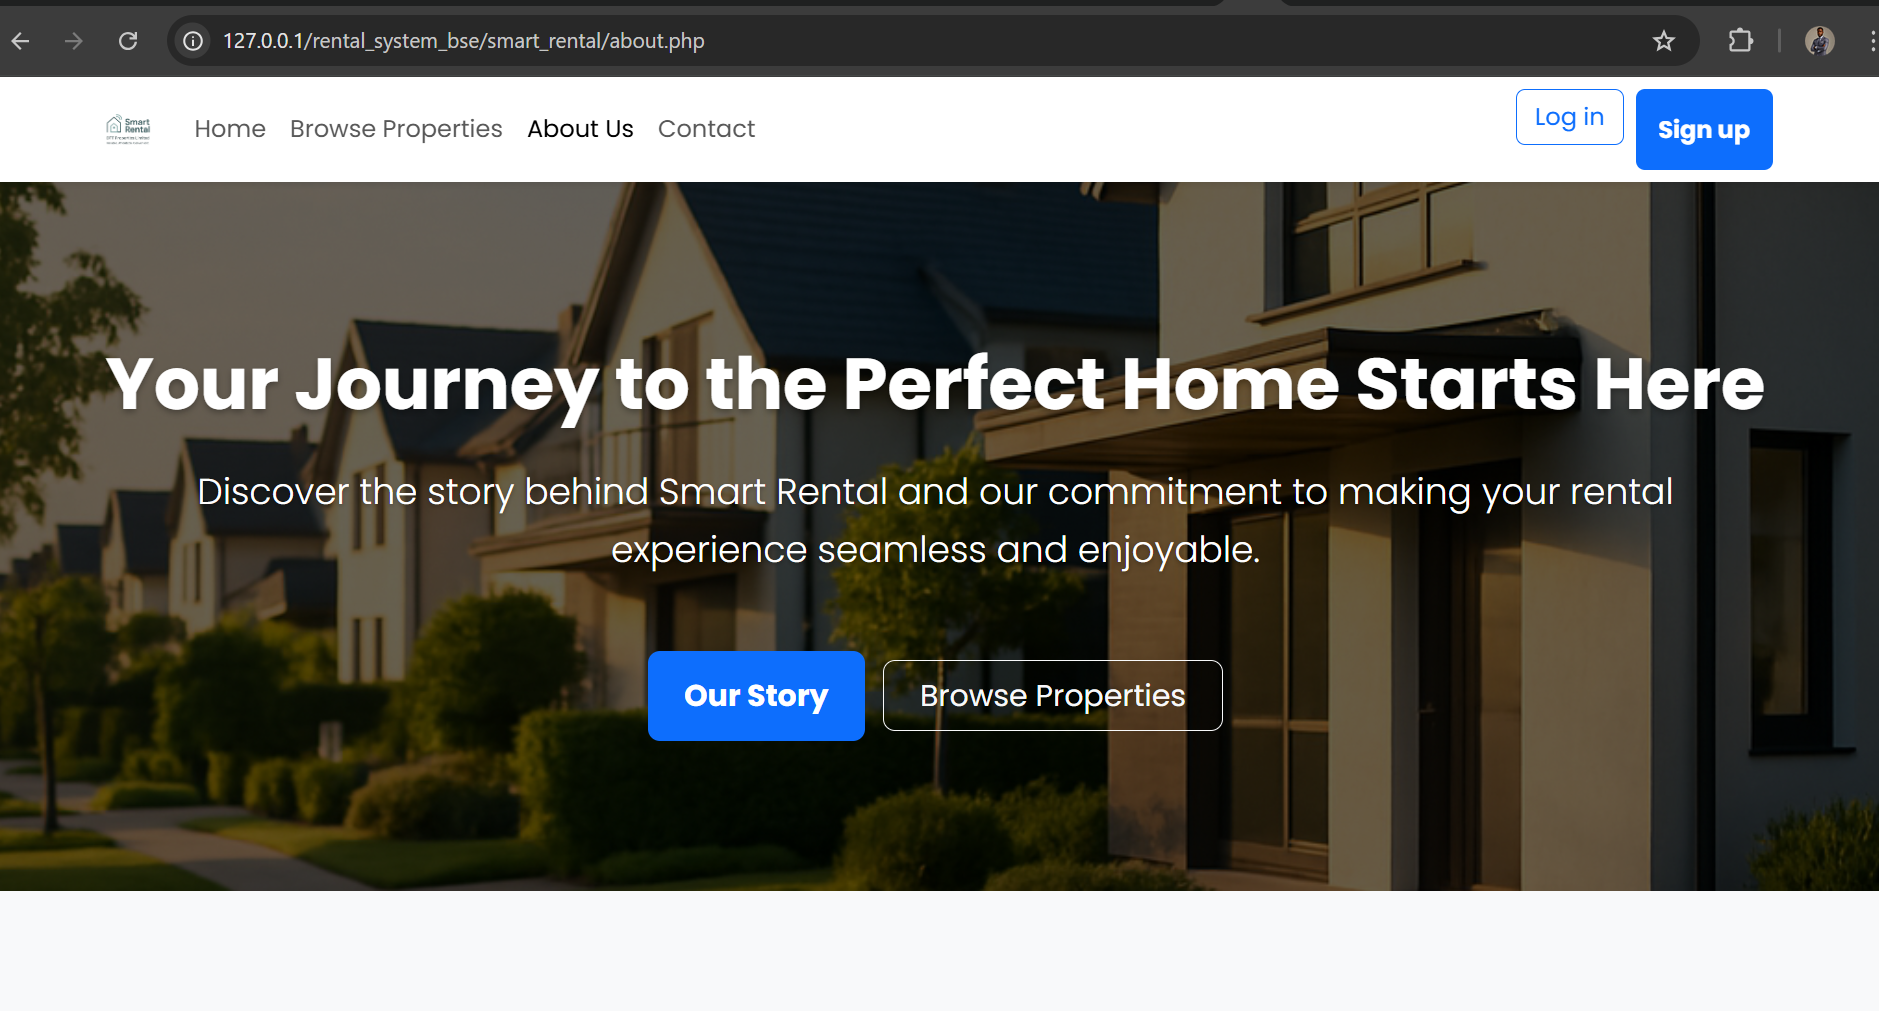 127.0.0.1/rental_system_bse/smart_rental/about.php
Smart
Rental
Home Browse Properties About Us Contact
Log in
Sign up
Your Journey to the Perfect Home Starts Here
Discover the story behind Smart Rental and our commitment to making your rental
experience seamless and enjoyable.
Our Story
Browse Properties